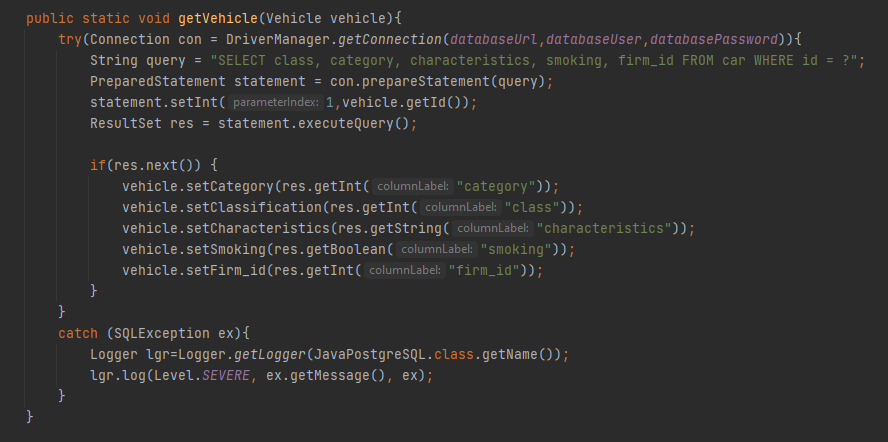 public static void getVehicle(Vehicle vehicle){
try(Connection con = DriverManager.getConnection(databaseUrl,databaseUser,databasePassword)){
String query = "SELECT class, category, characteristics, smoking, firm_id FROM car WHERE id = ?";
PreparedStatement statement = con.prepareStatement(query);
statement.setInt( parameterIndex: 1,vehicle.getId());
ResultSet res = statement.executeQuery();
if(res.next()) {
vehicle.setCategory(res.getInt( columnLabel: "category"));
vehicle.setClassification(res.getInt( columnLabel: "class"));
vehicle.setCharacteristics(res.getString( columnLabel: "characteristics"));
vehicle.setSmoking(res.getBoolean( columnLabel: "smoking"));
vehicle.setFirm_id(res.getInt( columnLabel: "firm_id"));
}
}
catch (SQLException ex){
Logger lgr=Logger.getLogger(JavaPostgreSQL.class.getName());
lgr.log(Level.SEVERE, ex.getMessage(), ex);
}
}